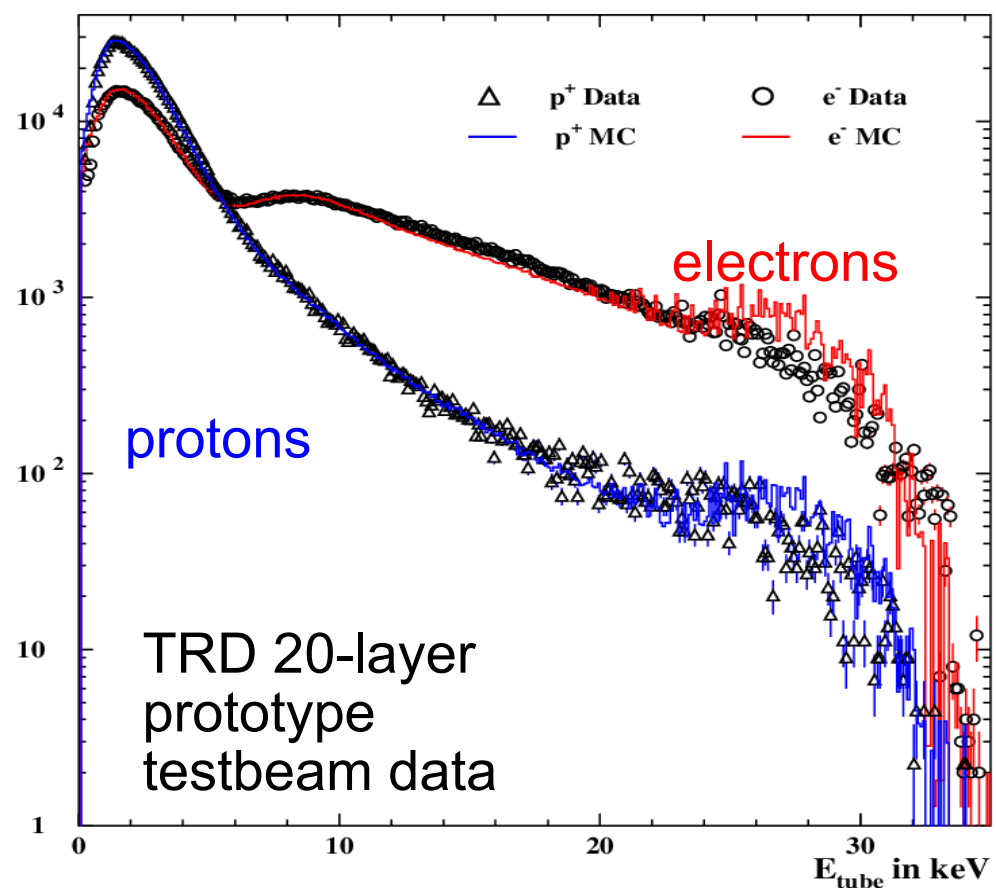 p⁺ Data
e⁻ Data
p⁺ MC
e⁻ MC
10⁴
electrons
10³
protons
10²
TRD 20-layer
prototype
testbeam data
10
1
0 10 20 30
E_tube in keV